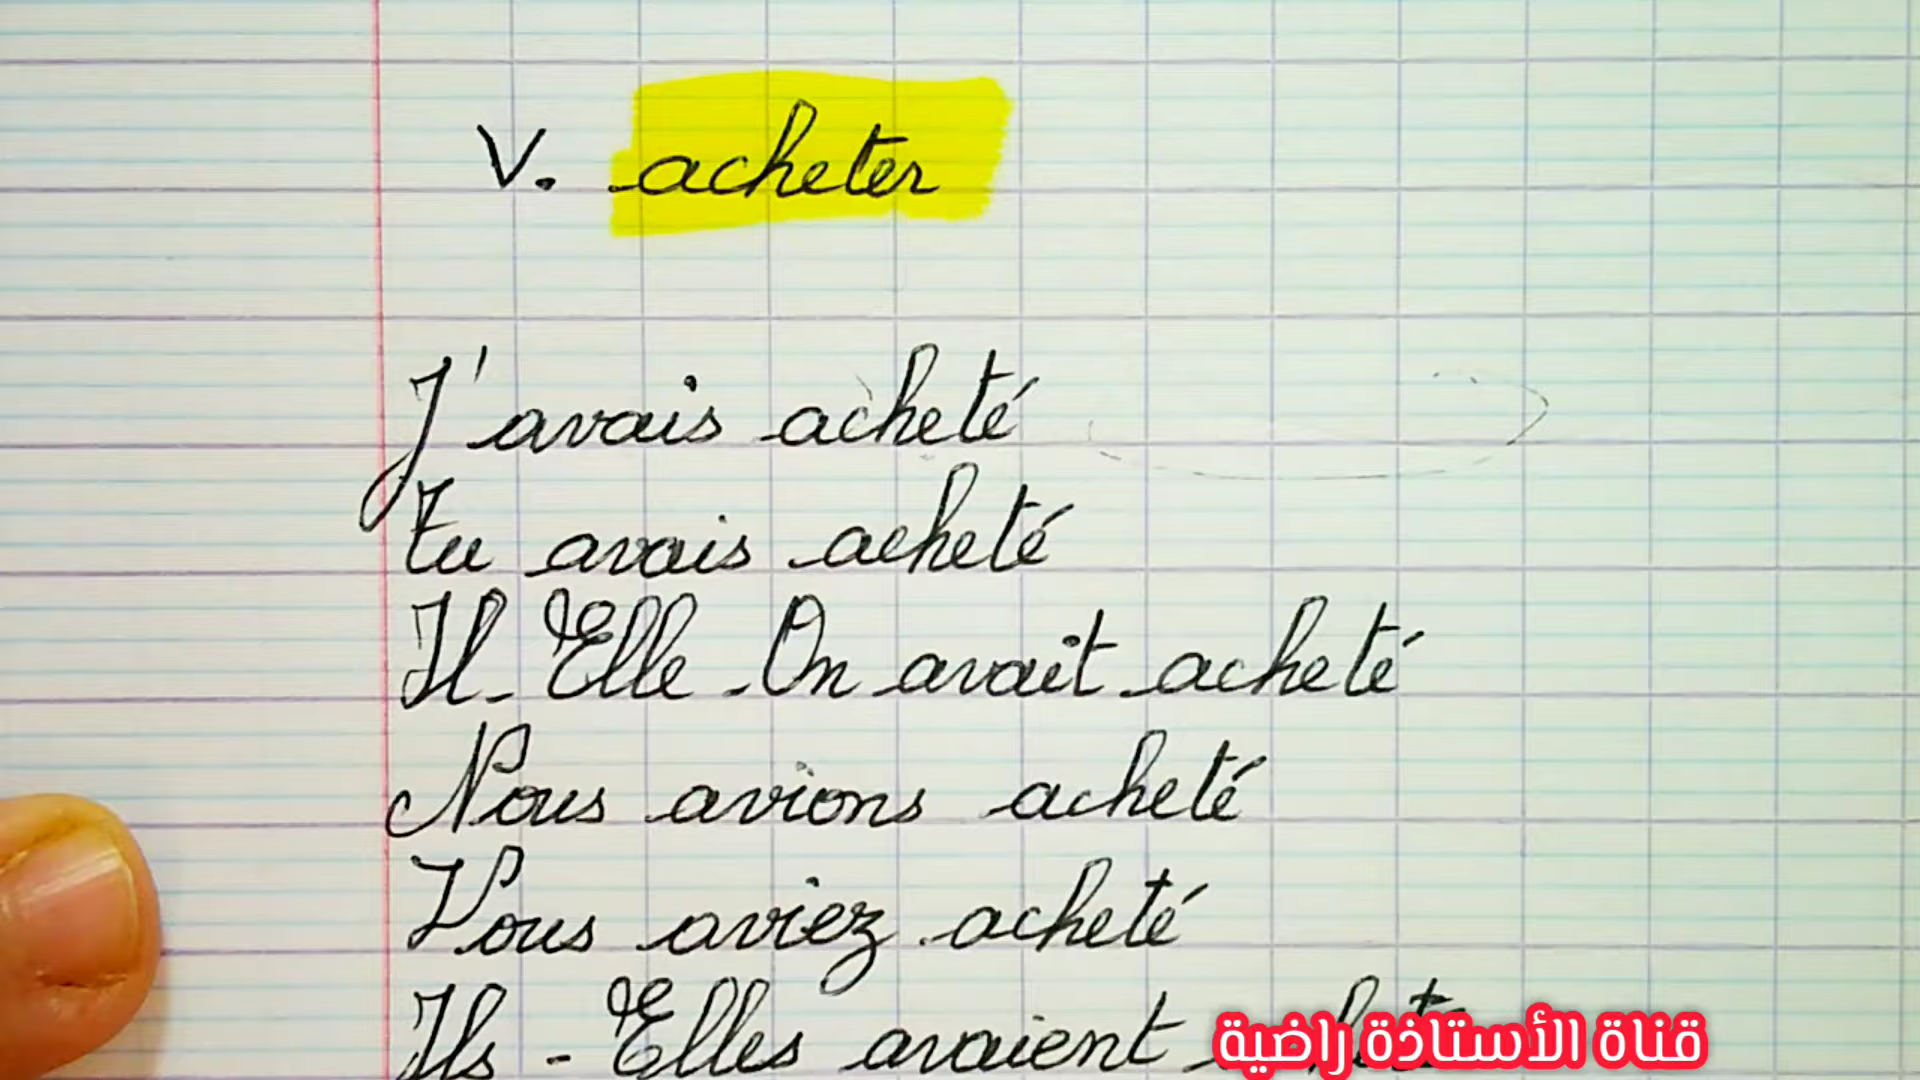 V. acheter
J'avais acheté
Tu avais acheté
Il - Elle - On avait acheté
Nous avions acheté
Vous aviez acheté
Ils - Elles avaient
قناة الأستاذة راضية